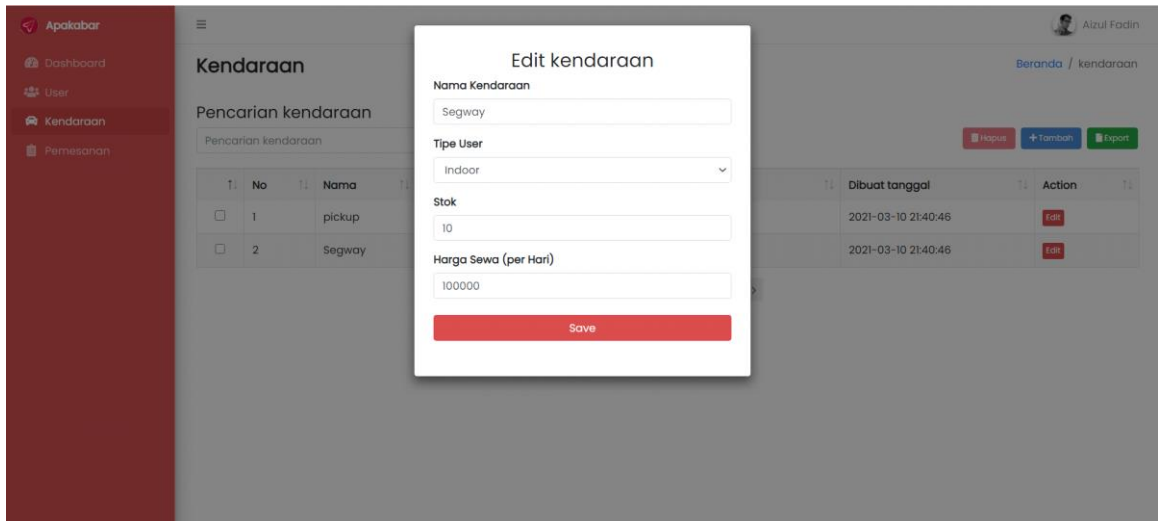 Apakabar
Aizul Fadin
Dashboard
User
Kendaraan
Pemesanan
Kendaraan
Beranda / kendaraan
Pencarian kendaraan
Pencarian kendaraan
Hapus
+Tambah
Export
No
Nama
Dibuat tanggal
Action
1
pickup
2021-03-10 21:40:46
Edit
2
Segway
2021-03-10 21:40:46
Edit
Edit kendaraan
Nama Kendaraan
Segway
Tipe User
Indoor
Stok
10
Harga Sewa (per Hari)
100000
Save